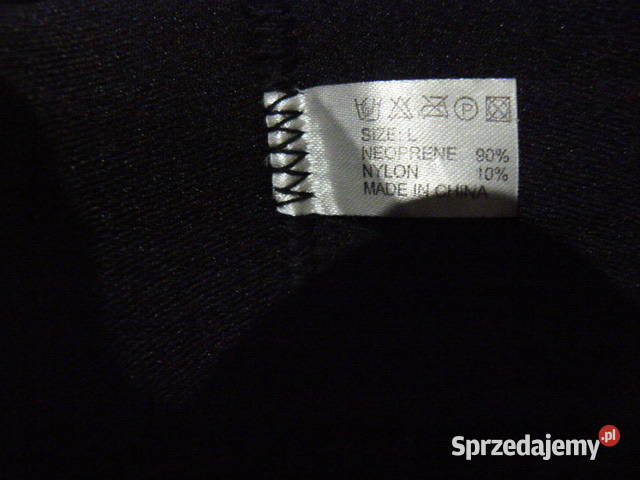 P
SIZE: L
NEOPRENE 90%
NYLON 10%
MADE IN CHINA
Sprzedajemy.pl